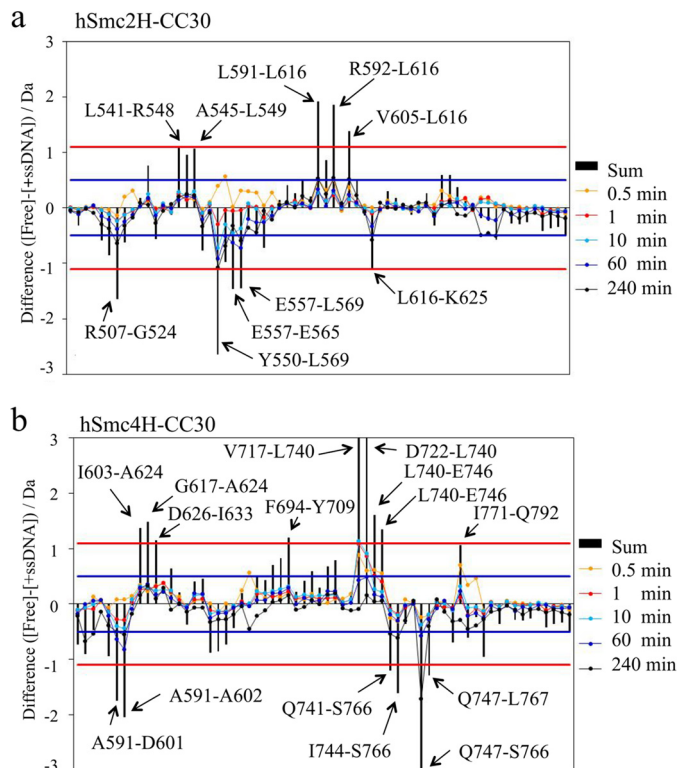 a
hSmc2H-CC30
Difference ([Free]-[+ssDNA]) / Da
3
2
1
0
-1
-2
-3
L591-L616
R592-L616
L541-R548
A545-L549
V605-L616
R507-G524
E557-L569
E557-E565
Y550-L569
L616-K625
Sum
0.5 min
1 min
10 min
60 min
240 min
b
hSmc4H-CC30
Difference ([Free]-[+ssDNA]) / Da
3
2
1
0
-1
-2
-3
V717-L740
D722-L740
I603-A624
G617-A624
L740-E746
D626-I633
F694-Y709
L740-E746
I771-Q792
A591-A602
A591-D601
Q741-S766
Q747-L767
I744-S766
Q747-S766
Sum
0.5 min
1 min
10 min
60 min
240 min